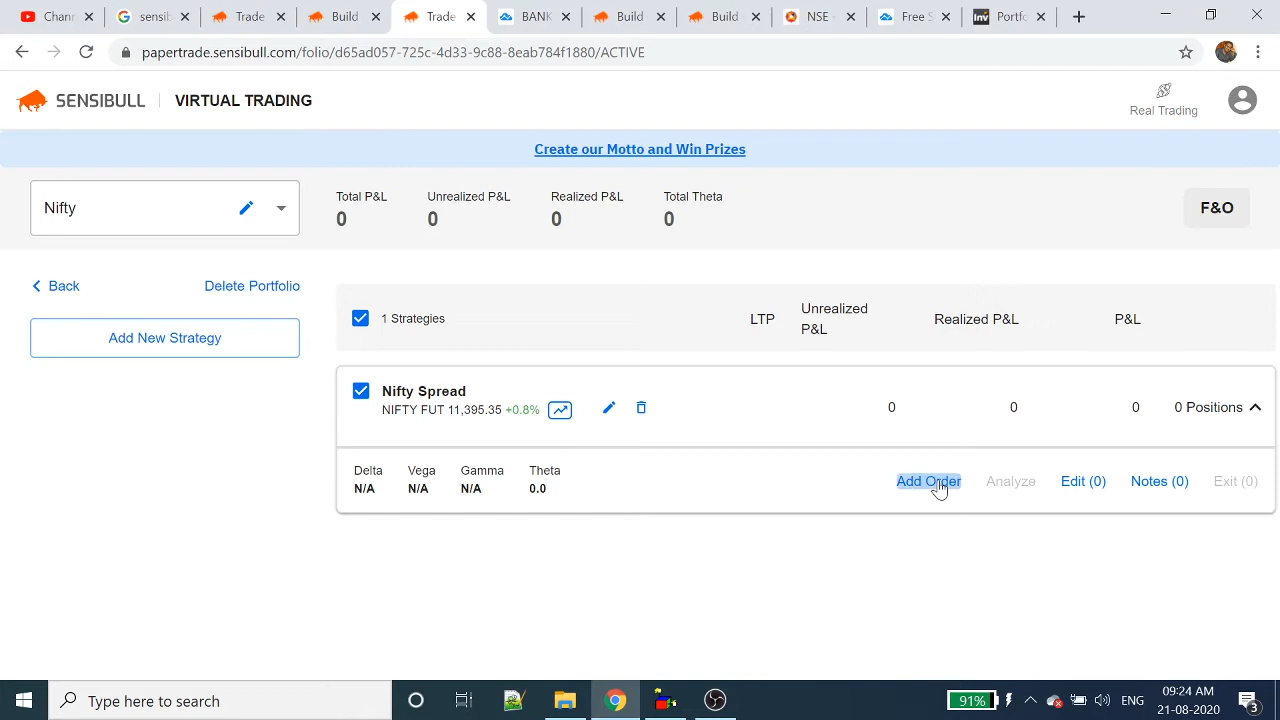 Chann
sensib
Trade
Build
Trade
BANK
Build
Build
NSE -
Free S
Portfo
papertrade.sensibull.com/folio/d65ad057-725c-4d33-9c88-8eab784f1880/ACTIVE
SENSIBULL
VIRTUAL TRADING
Real Trading
Create our Motto and Win Prizes
Nifty
Total P&L
Unrealized P&L
Realized P&L
Total Theta
0
0
0
0
F&O
Back
Delete Portfolio
Add New Strategy
1 Strategies
LTP
Unrealized
P&L
Realized P&L
P&L
Nifty Spread
NIFTY FUT 11,395.35 +0.8%
0
0
0
0 Positions
Delta
Vega
Gamma
Theta
N/A
N/A
N/A
0.0
Add Order
Analyze
Edit (0)
Notes (0)
Exit (0)
Type here to search
91%
ENG
09:24 AM
21-08-2020
3